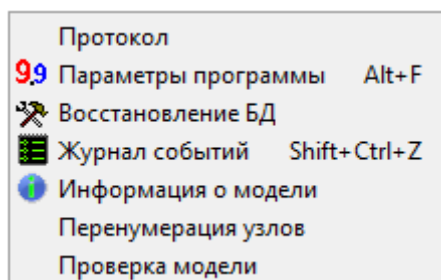 Протокол
9,9 Параметры программы Alt+F
Восстановление БД
Журнал событий Shift+Ctrl+Z
Информация о модели
Перенумерация узлов
Проверка модели